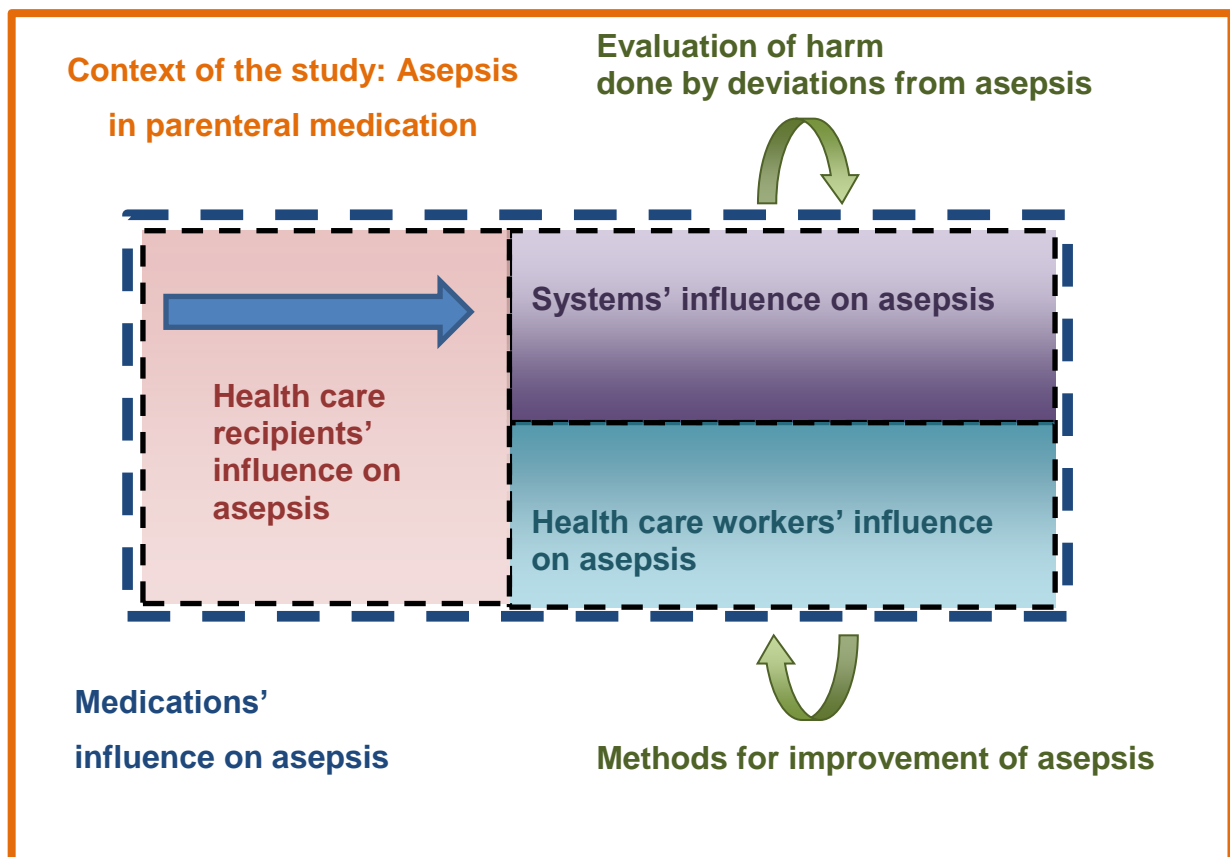 Context of the study: Asepsis
in parenteral medication
Evaluation of harm
done by deviations from asepsis
Systems’ influence on asepsis
Health care
recipients’
influence on
asepsis
Health care workers’ influence
on asepsis
Medications’
influence on asepsis
Methods for improvement of asepsis